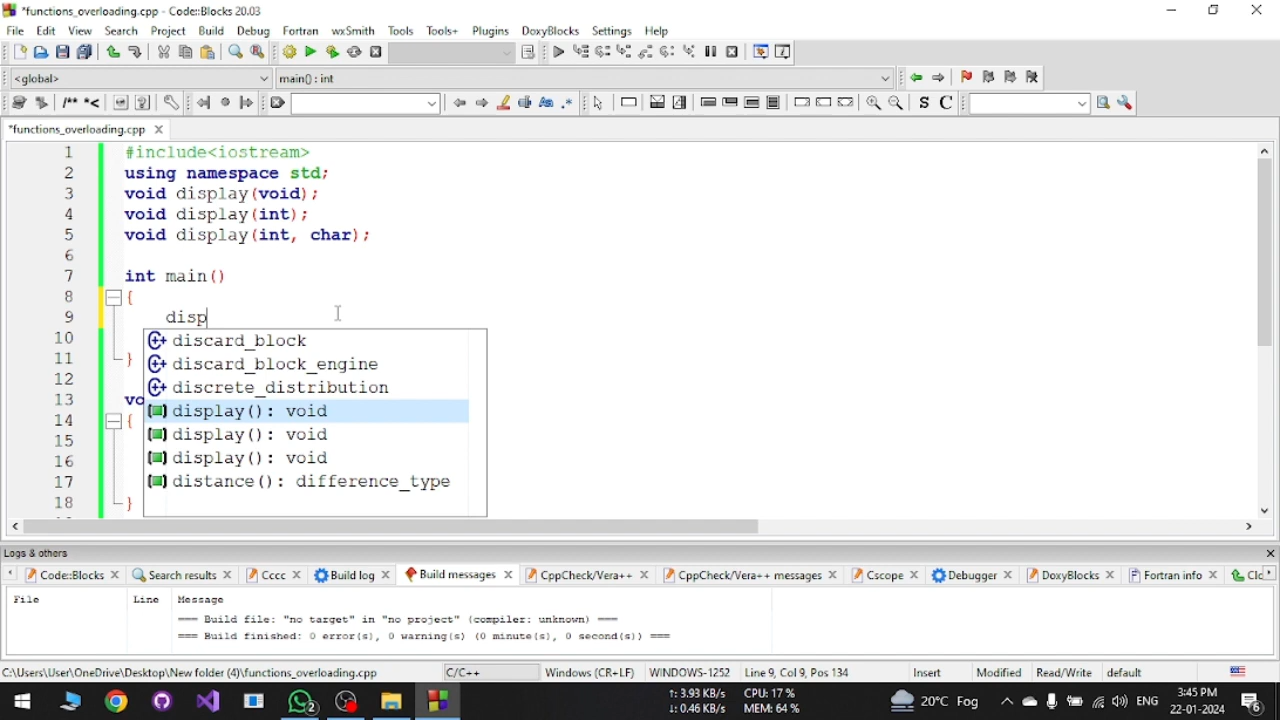 *functions_overloading.cpp - Code::Blocks 20.03
File Edit View Search Project Build Debug Fortran wxSmith Tools Tools+ Plugins DoxyBlocks Settings Help
<global> main() : int
/** *< S C
*functions_overloading.cpp
1 #include<iostream>
2 using namespace std;
3 void display(void);
4 void display(int);
5 void display(int, char);
6
7 int main()
8 {
9 disp
10 discard_block
discard_block_engine
11 }
12 discrete_distribution
13 vo
display(): void
14 {
15 display(): void
16 display(): void
17 distance(): difference_type
18 }
Logs & others
Code::Blocks Search results Cccc Build log Build messages CppCheck/Vera++ CppCheck/Vera++ messages Cscope Debugger DoxyBlocks Fortran info Clo
File Line Message
=== Build file: "no target" in "no project" (compiler: unknown) ===
=== Build finished: 0 error(s), 0 warning(s) (0 minute(s), 0 second(s)) ===
C:\Users\User\OneDrive\Desktop\New folder (4)\functions_overloading.cpp C/C++ Windows (CR+LF) WINDOWS-1252 Line 9, Col 9, Pos 134 Insert Modified Read/Write default
2 ↑: 3.93 KB/s CPU: 17 % 20°C Fog ENG 3:45 PM
↓: 0.46 KB/s MEM: 64 % 22-01-2024 6